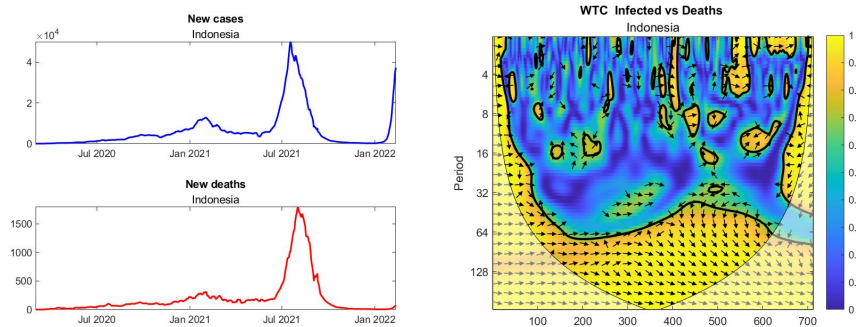 New cases
Indonesia
×10⁴
4
2
0
Jul 2020
Jan 2021
Jul 2021
Jan 2022
New deaths
Indonesia
1500
1000
500
0
Jul 2020
Jan 2021
Jul 2021
Jan 2022
WTC Infected vs Deaths
Indonesia
Period
4
8
16
32
64
128
100
200
300
400
500
600
700
1
0